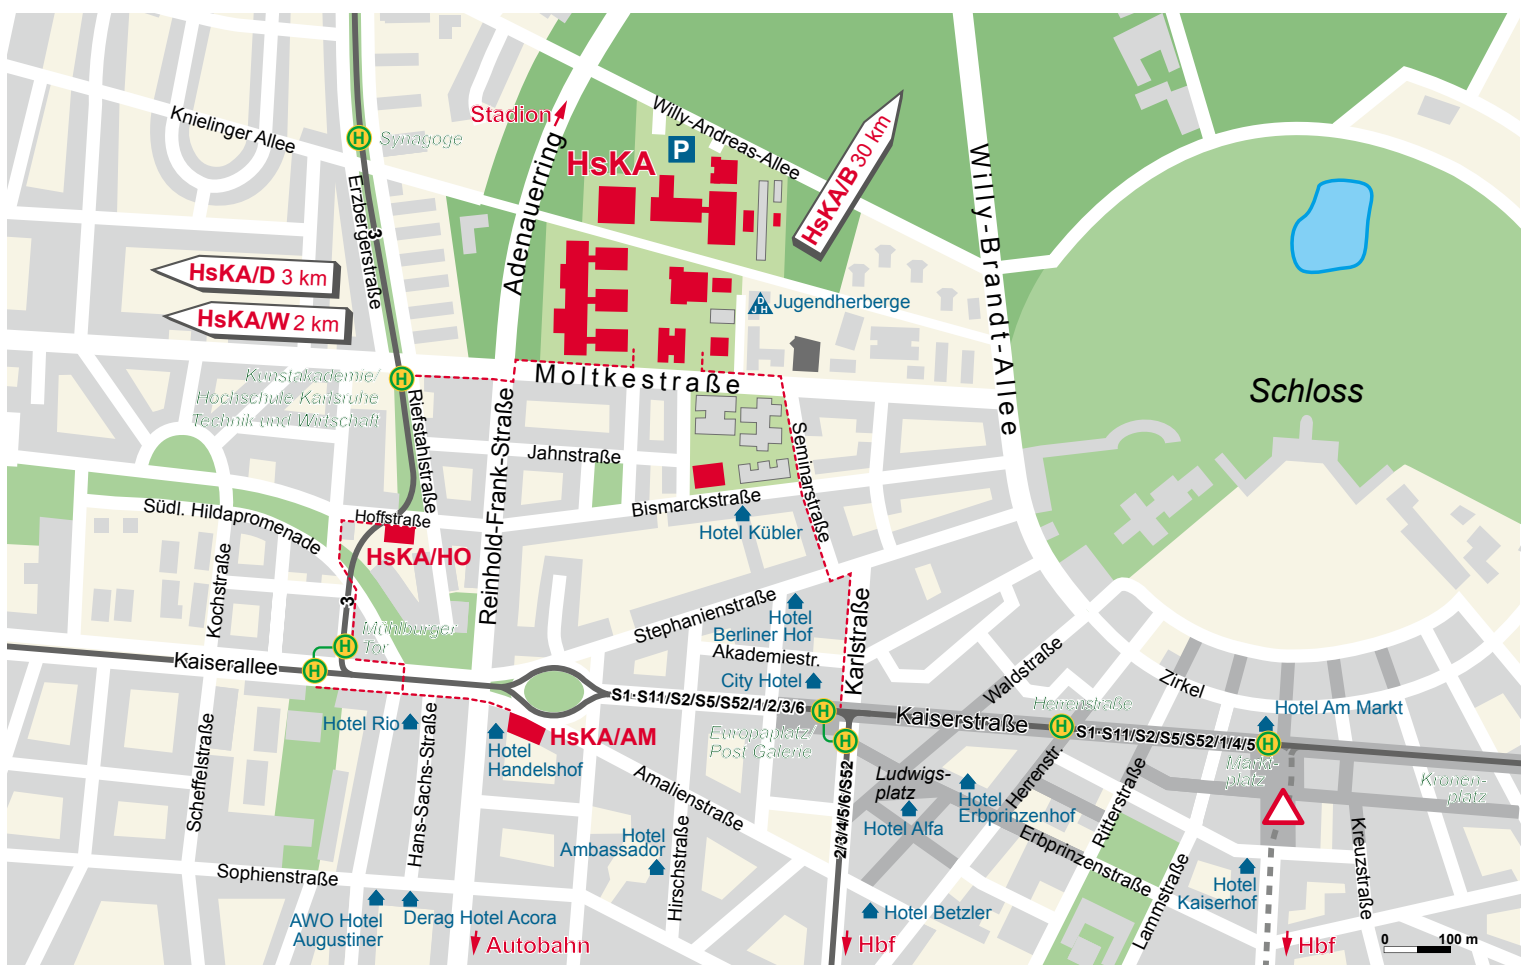 Knielinger Allee
H
Synagoge
Stadion
Willy-Andreas-Allee
HsKA
P
HsKA/B 30 km
Adenauerring
Willy-Brandt-Allee
Erzbergerstraße
3
HsKA/D 3 km
HsKA/W 2 km
D
J H
Jugendherberge
Kunstakademie/
Hochschule Karlsruhe
Technik und Wirtschaft
H
Moltkestraße
Schloss
Riefstahlstraße
Reinhold-Frank-Straße
Jahnstraße
Seminarstraße
Bismarckstraße
Hotel Kübler
Südl. Hildapromenade
Hoffstraße
HsKA/HO
Kochstraße
3
Stephanienstraße
Hotel
Berliner Hof
Akademiestr.
City Hotel
Karlstraße
Mühlburger
Tor
H
H
Kaiserallee
S1·S11/S2/S5/S52/1/2/3/6
H
Europaplatz/
Post Galerie
H
Kaiserstraße
Waldstraße
Zirkel
Herrenstraße
H
S1·S11/S2/S5/S52/1/4/5
H
Hotel Am Markt
Markt-
platz
Kronen-
platz
Hotel Rio
Hotel
Handelshof
HsKA/AM
Scheffelstraße
Hans-Sachs-Straße
Amalienstraße
Ludwigs-
platz
Hotel Alfa
Hotel
Erbprinzenhof
Herrenstr.
Ritterstraße
Erbprinzenstraße
Lammstraße
Kreuzstraße
2/3/4/5/6/S52
Hotel
Ambassador
Hirschstraße
Sophienstraße
Hotel
Kaiserhof
AWO Hotel
Augustiner
Derag Hotel Acora
Hotel Betzler
Autobahn
Hbf
Hbf
0 100 m